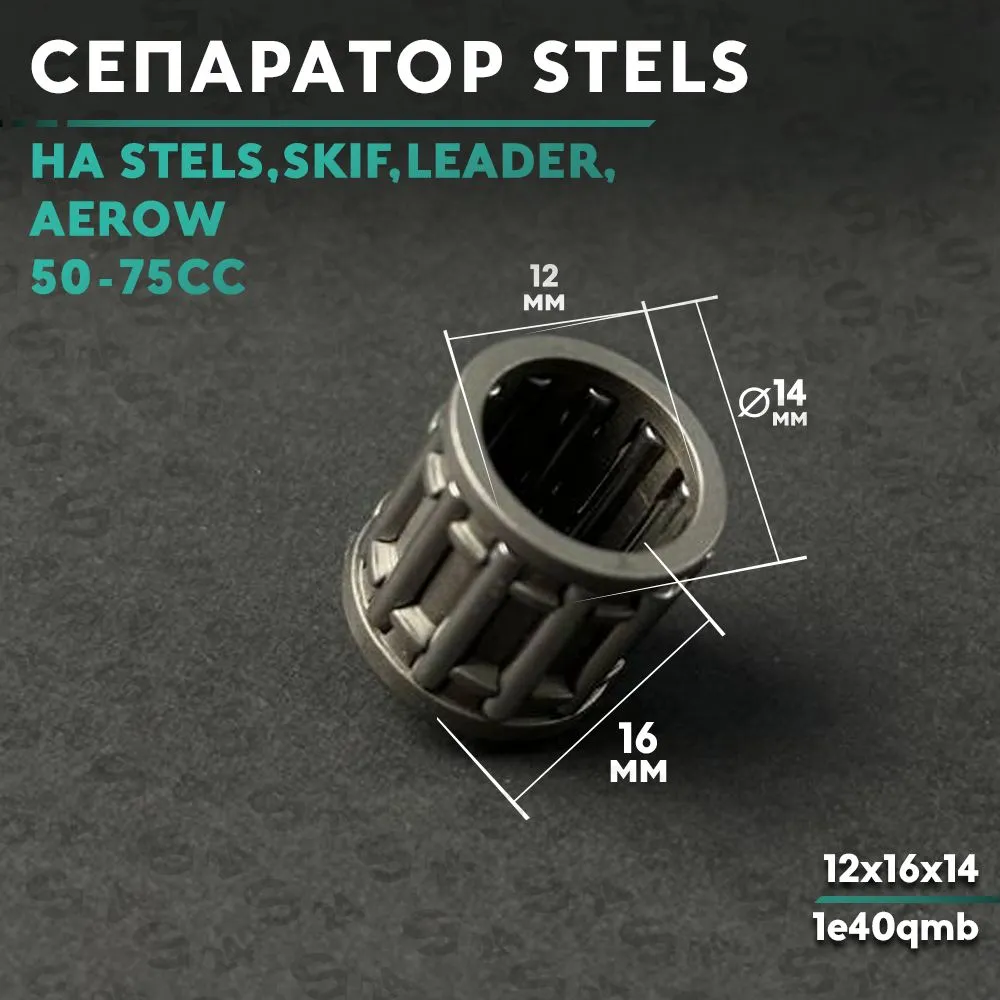 СЕПАРАТОР STELS
НА STELS,SKIF,LEADER,
AEROW
50-75CC
12
ММ
⌀14
ММ
16
ММ
12x16x14
1e40qmb